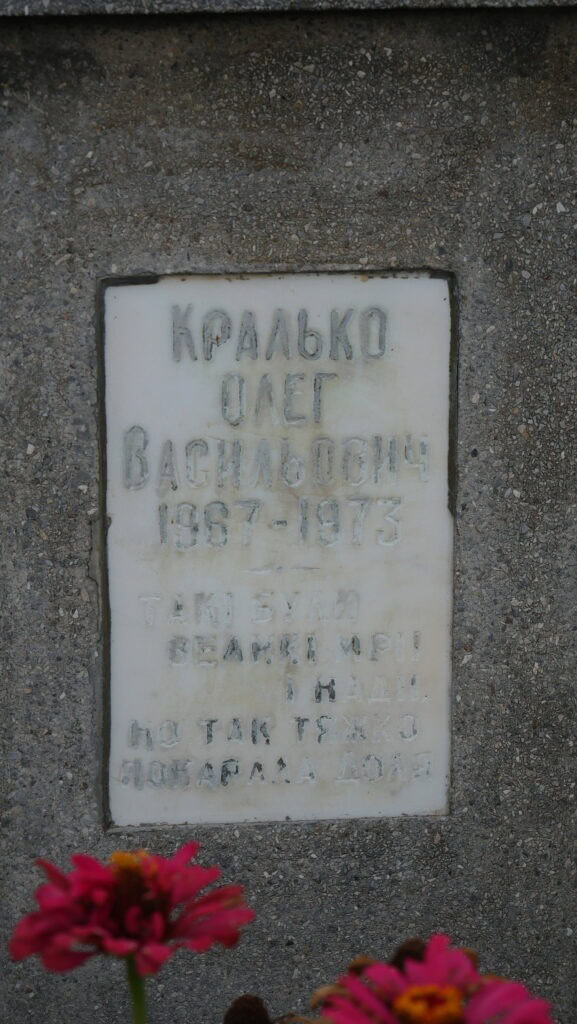 КРАЛЬКО
ОЛЕГ
ВАСИЛЬОВИЧ
1967-1973
ТАКІ БУЛИ
ВЕЛИКІ МРІЇ
І НАДІЇ.
НО ТАК ТЯЖКО
ПОКАРАЛА ДОЛЯ